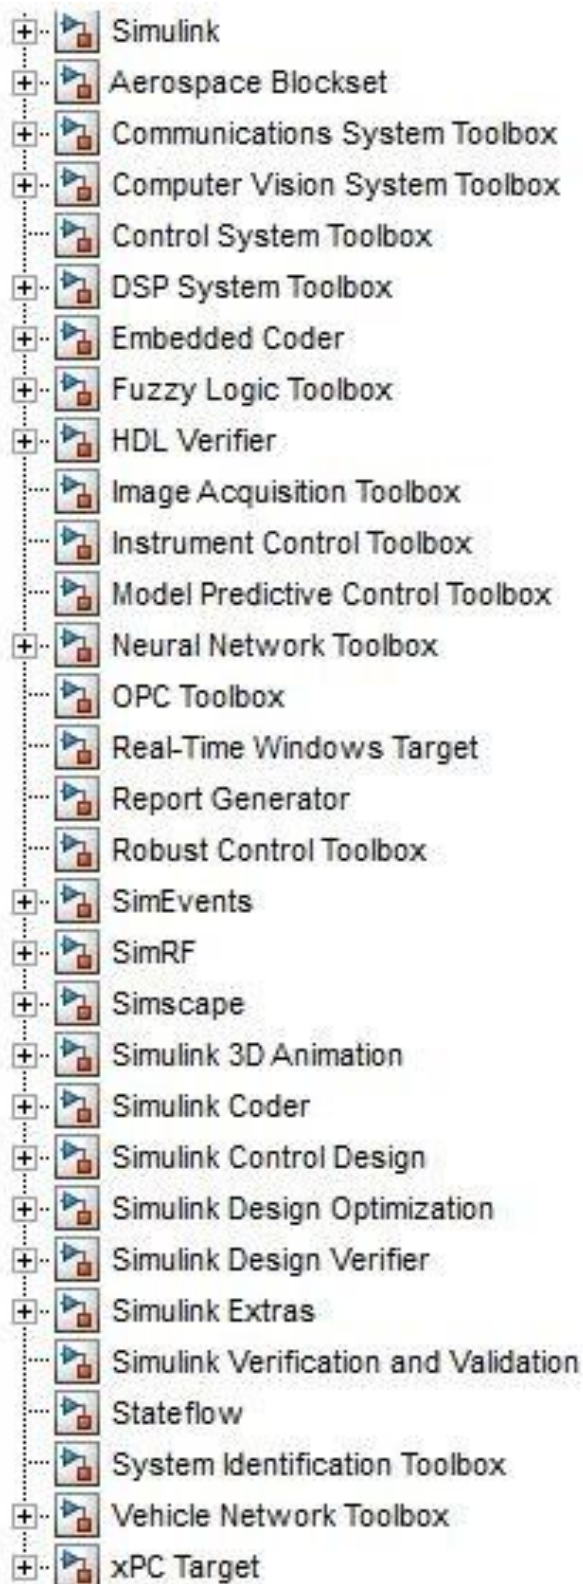 Simulink
Aerospace Blockset
Communications System Toolbox
Computer Vision System Toolbox
Control System Toolbox
DSP System Toolbox
Embedded Coder
Fuzzy Logic Toolbox
HDL Verifier
Image Acquisition Toolbox
Instrument Control Toolbox
Model Predictive Control Toolbox
Neural Network Toolbox
OPC Toolbox
Real-Time Windows Target
Report Generator
Robust Control Toolbox
SimEvents
SimRF
Simscape
Simulink 3D Animation
Simulink Coder
Simulink Control Design
Simulink Design Optimization
Simulink Design Verifier
Simulink Extras
Simulink Verification and Validation
Stateflow
System Identification Toolbox
Vehicle Network Toolbox
xPC Target